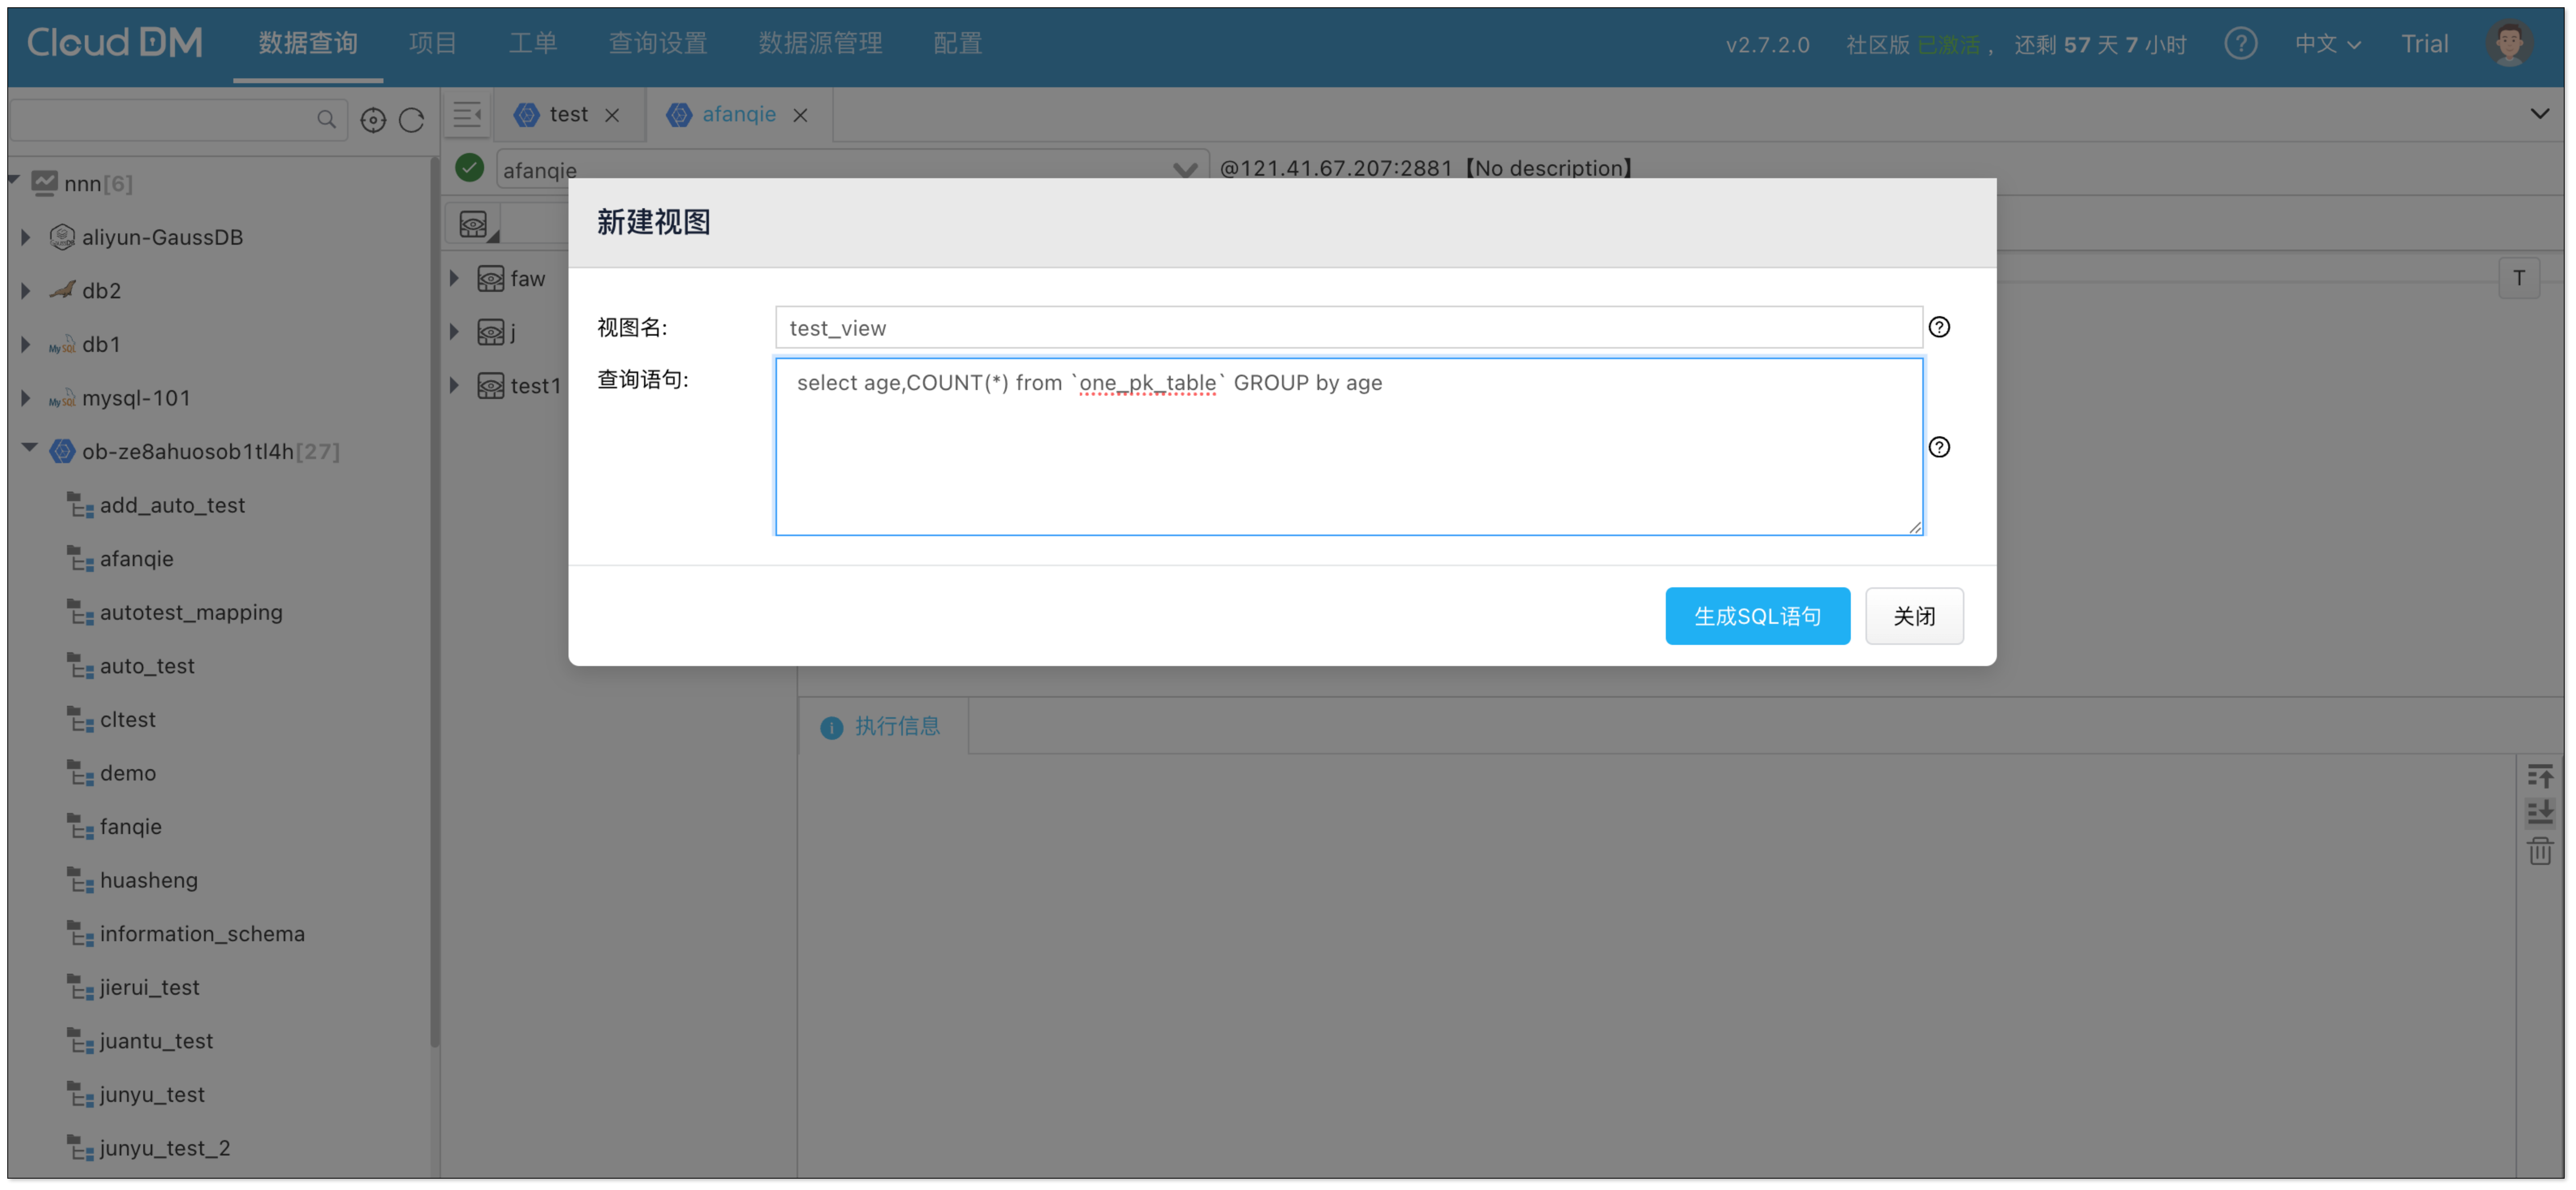 Cloud DM 数据查询 项目 工单 查询设置 数据源管理 配置 v2.7.2.0 社区版 已激活 ， 还剩 57 天 7 小时 ? 中文 Trial
test afanqie
afanqie @121.41.67.207:2881【No description】
nnn[6]
aliyun-GaussDB
db2
MySQL db1
MySQL mysql-101
ob-ze8ahuosob1tl4h[27]
add_auto_test
afanqie
autotest_mapping
auto_test
cltest
demo
fanqie
huasheng
information_schema
jierui_test
juantu_test
junyu_test
junyu_test_2
faw
j
test1
T
新建视图
视图名: test_view ?
查询语句: select age,COUNT(*) from `one_pk_table` GROUP by age ?
生成SQL语句 关闭
执行信息